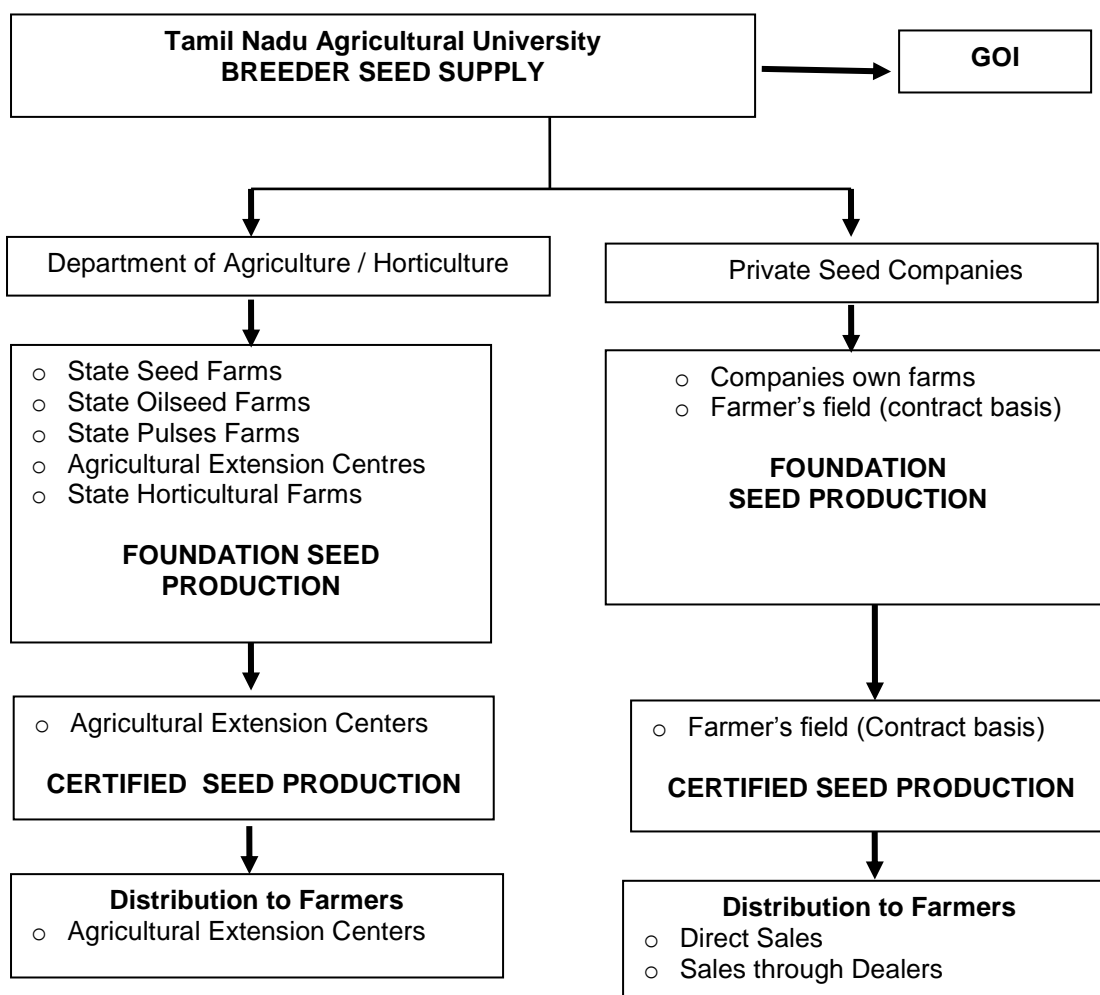 Tamil Nadu Agricultural University
BREEDER SEED SUPPLY
GOI
Department of Agriculture / Horticulture
Private Seed Companies
o State Seed Farms
o State Oilseed Farms
o State Pulses Farms
o Agricultural Extension Centres
o State Horticultural Farms
FOUNDATION SEED
PRODUCTION
o Companies own farms
o Farmer's field (contract basis)
FOUNDATION
SEED PRODUCTION
o Agricultural Extension Centers
CERTIFIED SEED PRODUCTION
o Farmer's field (Contract basis)
CERTIFIED SEED PRODUCTION
Distribution to Farmers
o Agricultural Extension Centers
Distribution to Farmers
o Direct Sales
o Sales through Dealers